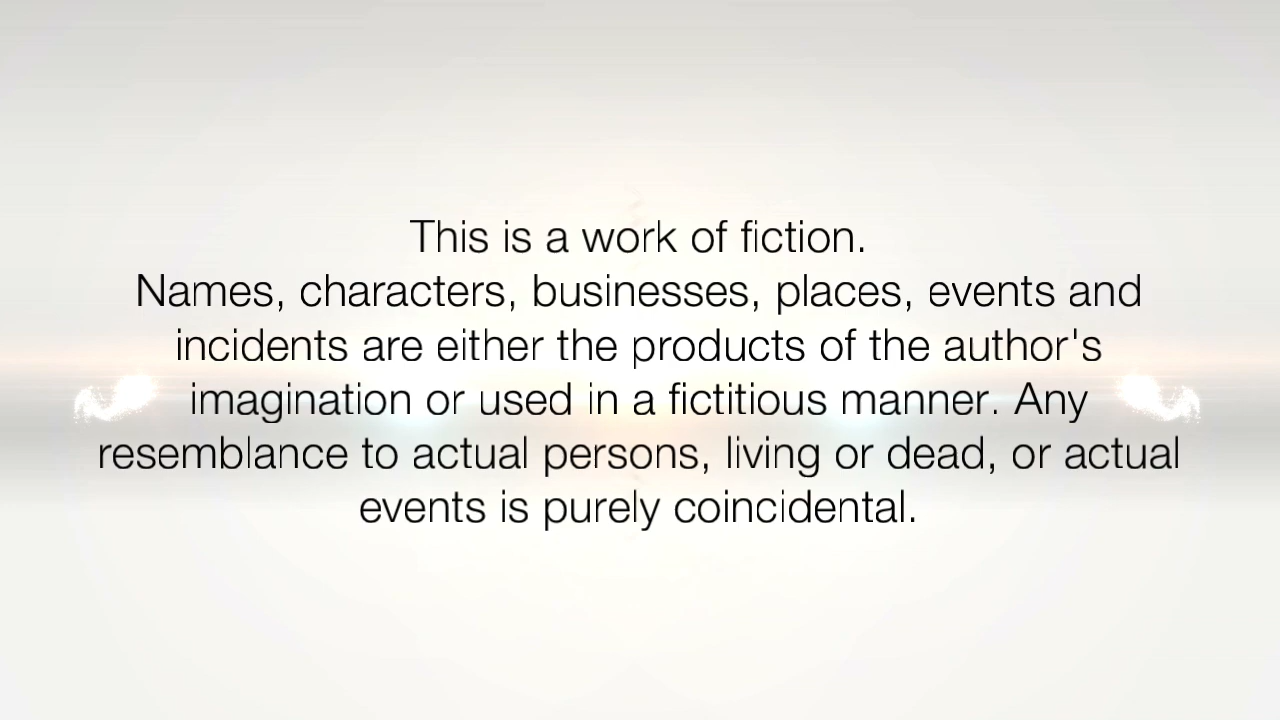 This is a work of fiction.
Names, characters, businesses, places, events and
incidents are either the products of the author's
imagination or used in a fictitious manner. Any
resemblance to actual persons, living or dead, or actual
events is purely coincidental.